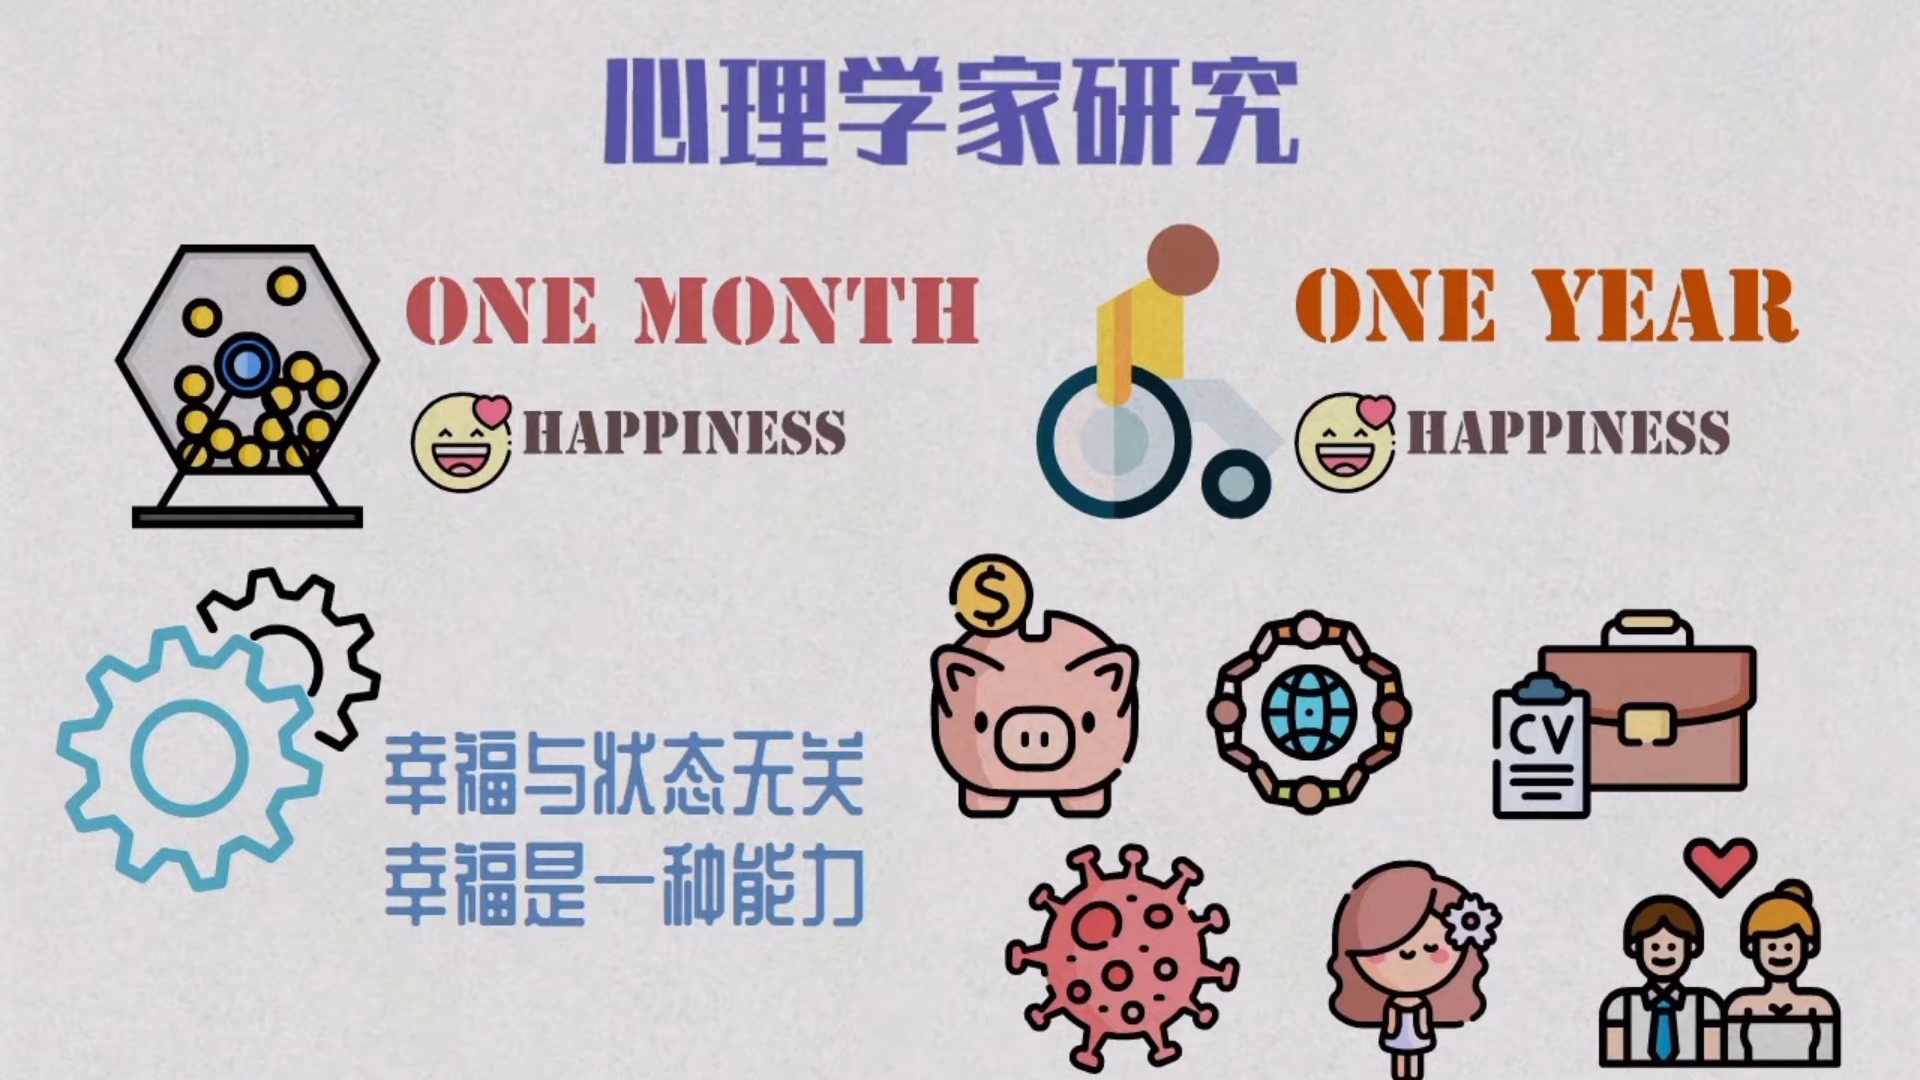 心理学家研究
ONE MONTH
HAPPINESS
ONE YEAR
HAPPINESS
幸福与状态无关
幸福是一种能力
$
CV